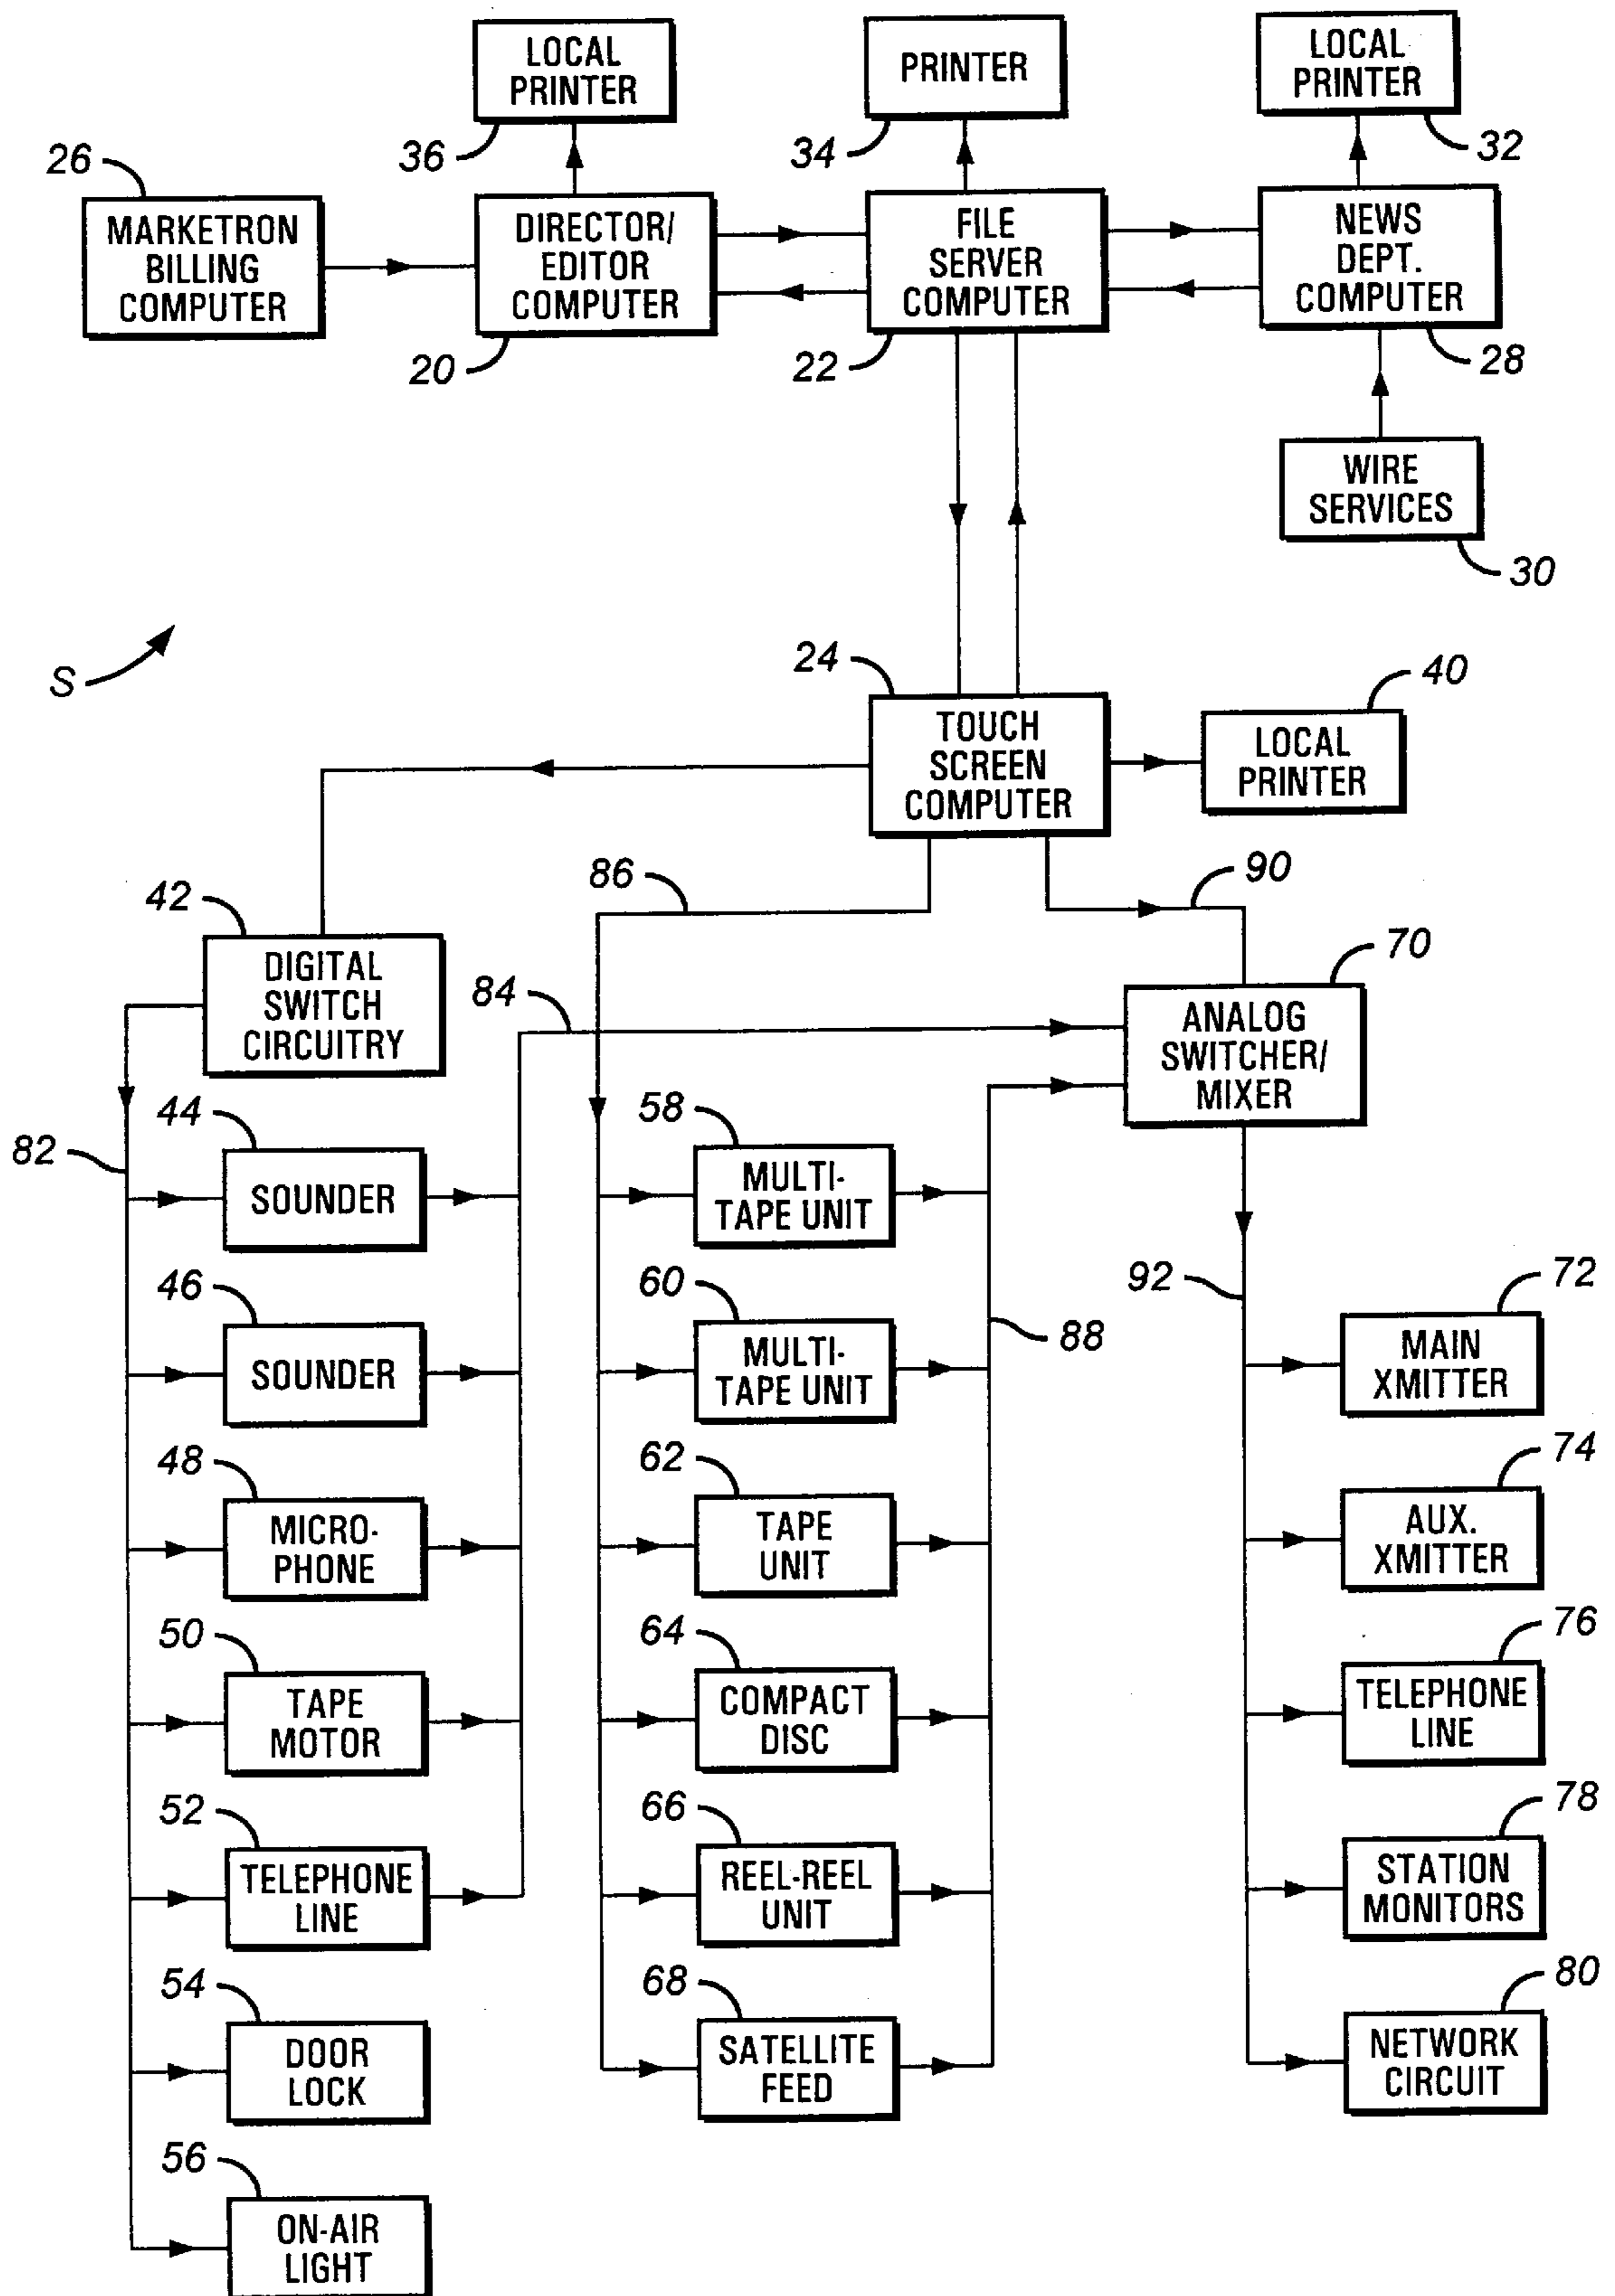 LOCAL
PRINTER
36
PRINTER
34
LOCAL
PRINTER
32
26
MARKETRON
BILLING
COMPUTER
DIRECTOR/
EDITOR
COMPUTER
20
FILE
SERVER
COMPUTER
22
NEWS
DEPT.
COMPUTER
28
WIRE
SERVICES
30
S
24
TOUCH
SCREEN
COMPUTER
40
LOCAL
PRINTER
42
DIGITAL
SWITCH
CIRCUITRY
86
90
84
70
ANALOG
SWITCHER/
MIXER
82
44
SOUNDER
46
SOUNDER
48
MICRO-
PHONE
50
TAPE
MOTOR
52
TELEPHONE
LINE
54
DOOR
LOCK
56
ON-AIR
LIGHT
58
MULTI-
TAPE UNIT
60
MULTI-
TAPE UNIT
62
TAPE
UNIT
64
COMPACT
DISC
66
REEL-REEL
UNIT
68
SATELLITE
FEED
88
92
72
MAIN
XMITTER
74
AUX.
XMITTER
76
TELEPHONE
LINE
78
STATION
MONITORS
80
NETWORK
CIRCUIT